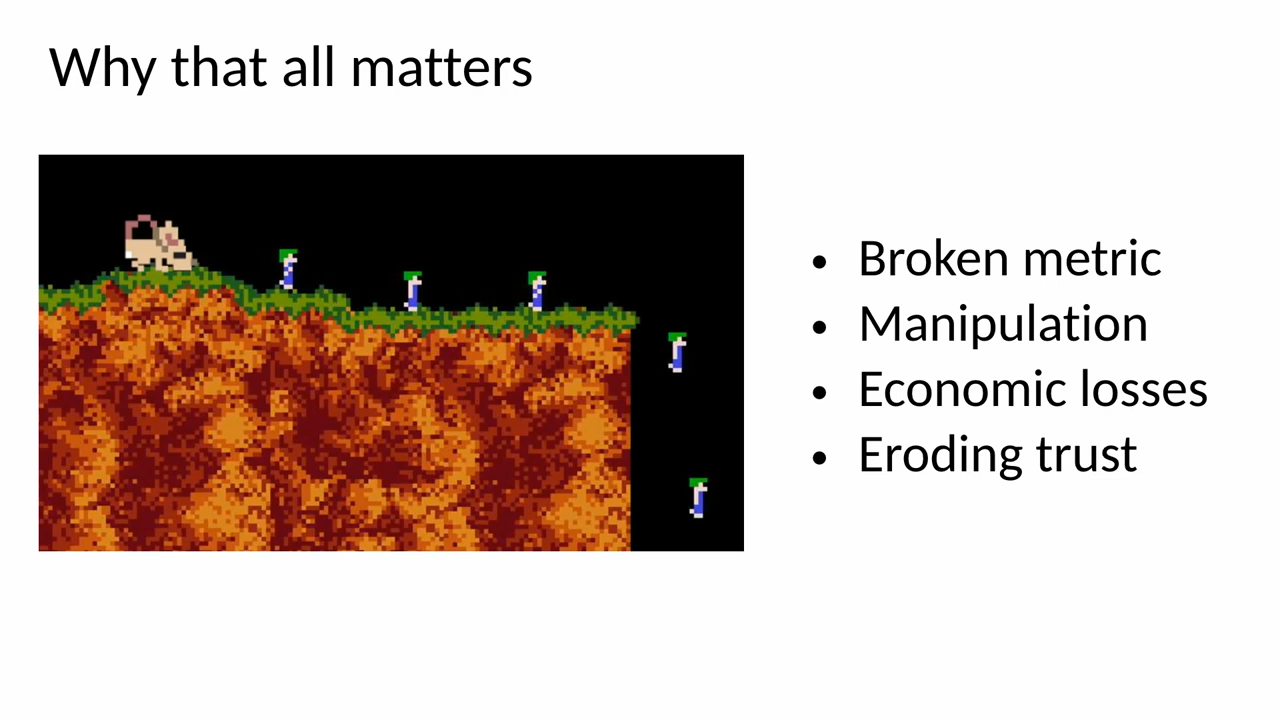 Why that all matters
• Broken metric
• Manipulation
• Economic losses
• Eroding trust